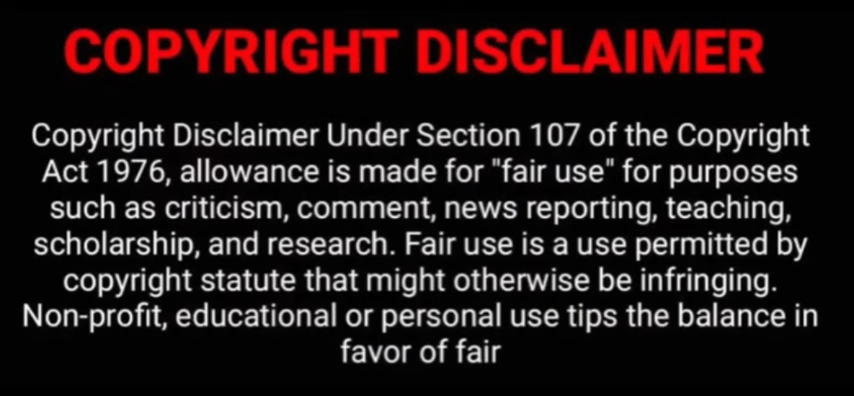 COPYRIGHT DISCLAIMER
Copyright Disclaimer Under Section 107 of the Copyright
Act 1976, allowance is made for "fair use" for purposes
such as criticism, comment, news reporting, teaching,
scholarship, and research. Fair use is a use permitted by
copyright statute that might otherwise be infringing.
Non-profit, educational or personal use tips the balance in
favor of fair